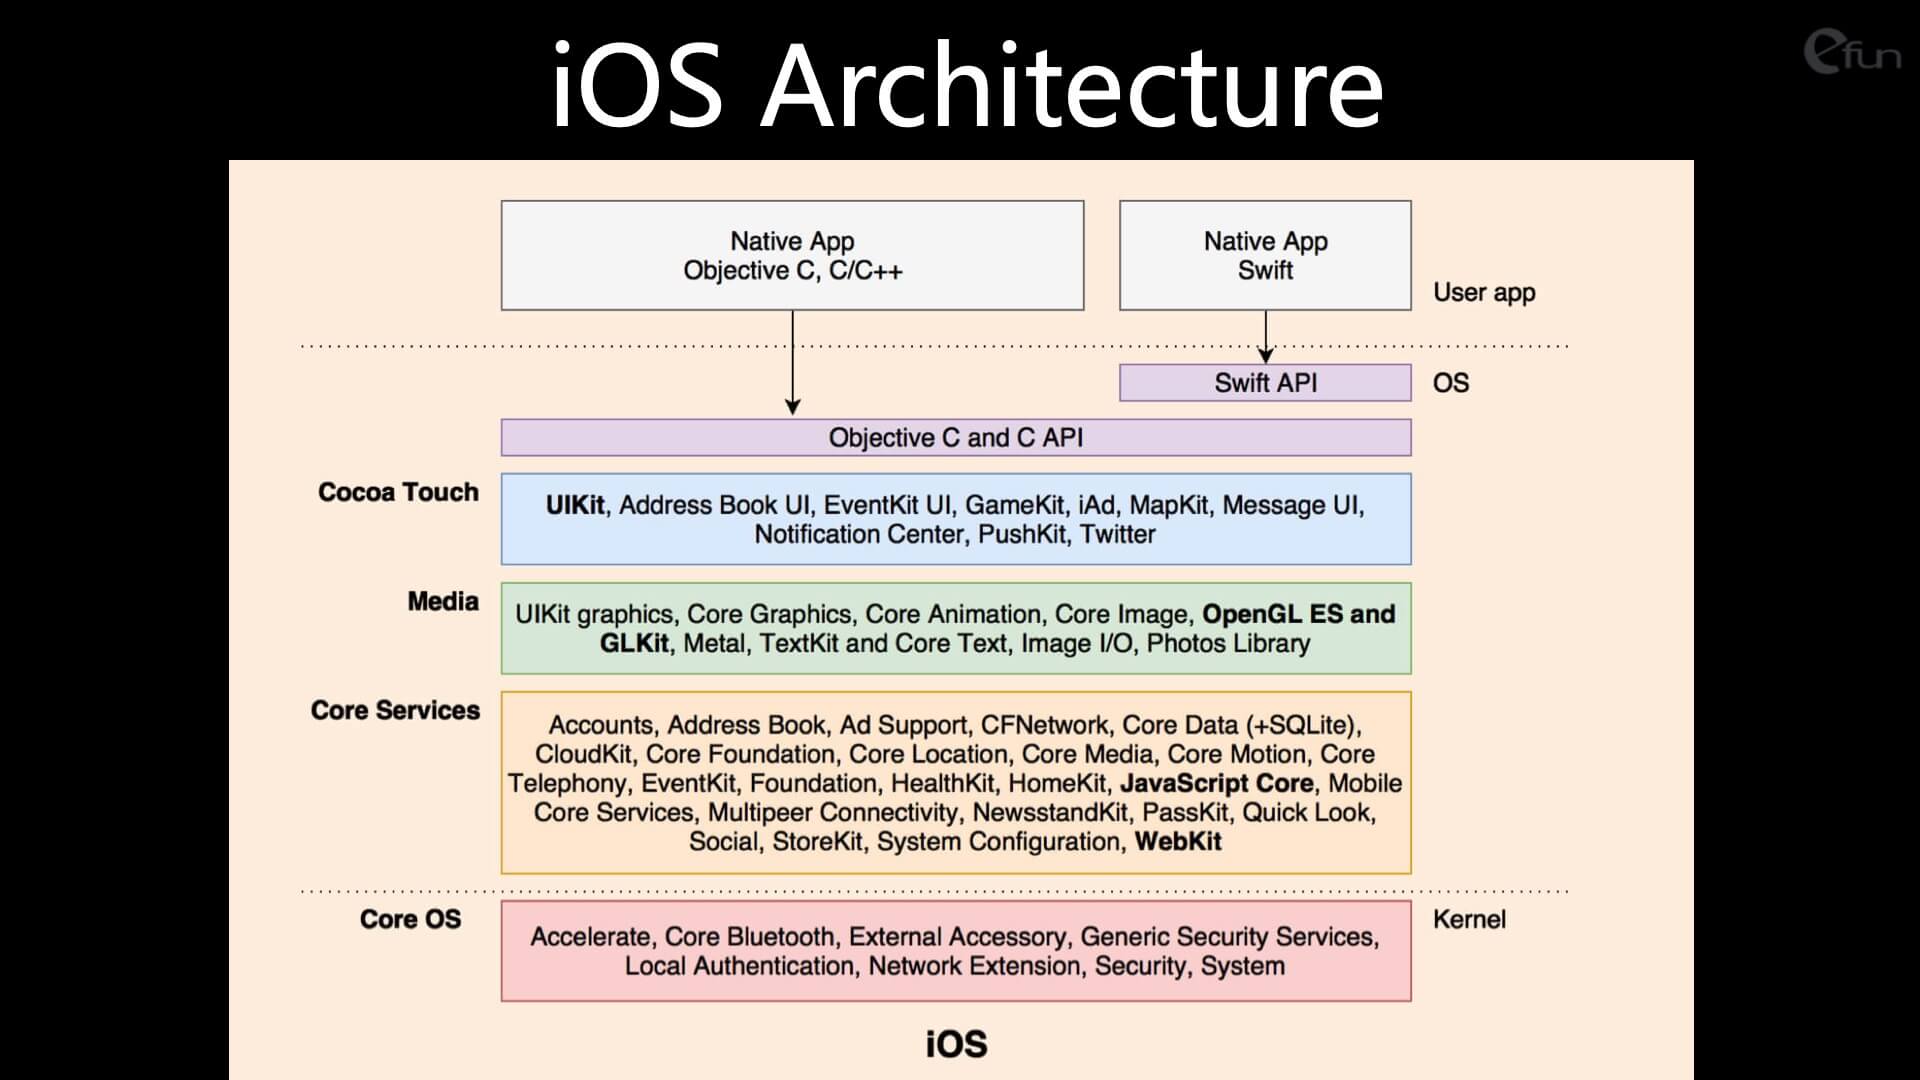 iOS Architecture
efun
Native App
Objective C, C/C++
Native App
Swift
User app
Swift API
OS
Objective C and C API
Cocoa Touch
UIKit, Address Book UI, EventKit UI, GameKit, iAd, MapKit, Message UI,
Notification Center, PushKit, Twitter
Media
UIKit graphics, Core Graphics, Core Animation, Core Image, OpenGL ES and
GLKit, Metal, TextKit and Core Text, Image I/O, Photos Library
Core Services
Accounts, Address Book, Ad Support, CFNetwork, Core Data (+SQLite),
CloudKit, Core Foundation, Core Location, Core Media, Core Motion, Core
Telephony, EventKit, Foundation, HealthKit, HomeKit, JavaScript Core, Mobile
Core Services, Multipeer Connectivity, NewsstandKit, PassKit, Quick Look,
Social, StoreKit, System Configuration, WebKit
Core OS
Accelerate, Core Bluetooth, External Accessory, Generic Security Services,
Local Authentication, Network Extension, Security, System
Kernel
iOS